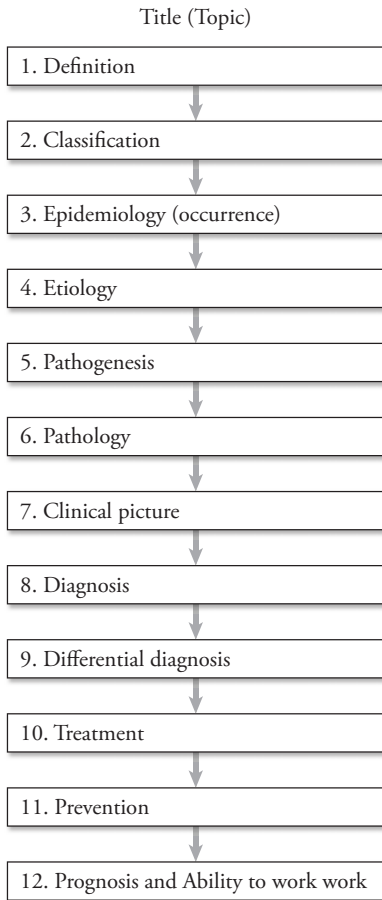 Title (Topic)
1. Definition
2. Classification
3. Epidemiology (occurrence)
4. Etiology
5. Pathogenesis
6. Pathology
7. Clinical picture
8. Diagnosis
9. Differential diagnosis
10. Treatment
11. Prevention
12. Prognosis and Ability to work work